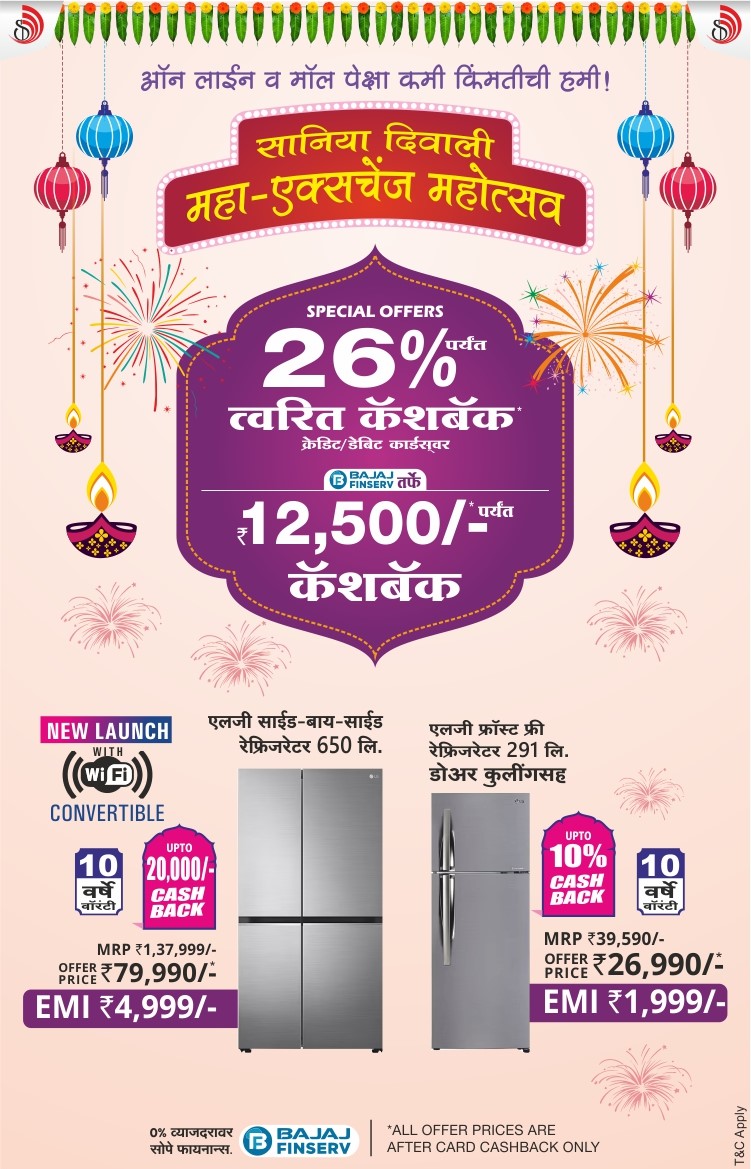 ऑन लाईन व मॉल पेक्षा कमी किंमतीची हमी!
सानिया दिवाली
महा-एक्सचेंज महोत्सव
SPECIAL OFFERS
26% पर्यंत
त्वरित कॅशबॅक*
क्रेडिट/डेबिट कार्डस्‌वर
BAJAJ FINSERV तर्फे
₹12,500/-* पर्यंत
कॅशबॅक
एलजी साईड-बाय-साईड
रेफ्रिजरेटर 650 लि.
NEW LAUNCH
WITH
WiFi
CONVERTIBLE
10
वर्षे
वॉरंटी
UPTO
20,000/-
CASH
BACK
MRP ₹1,37,999/-
OFFER PRICE ₹79,990/-*
EMI ₹4,999/-
एलजी फ्रॉस्ट फ्री
रेफ्रिजरेटर 291 लि.
डोअर कुलींगसह
UPTO
10%
CASH
BACK
10
वर्षे
वॉरंटी
MRP ₹39,590/-
OFFER PRICE ₹26,990/-*
EMI ₹1,999/-
0% व्याजदरावर
सोपे फायनान्स.
BAJAJ
FINSERV
*ALL OFFER PRICES ARE
AFTER CARD CASHBACK ONLY
T&C Apply